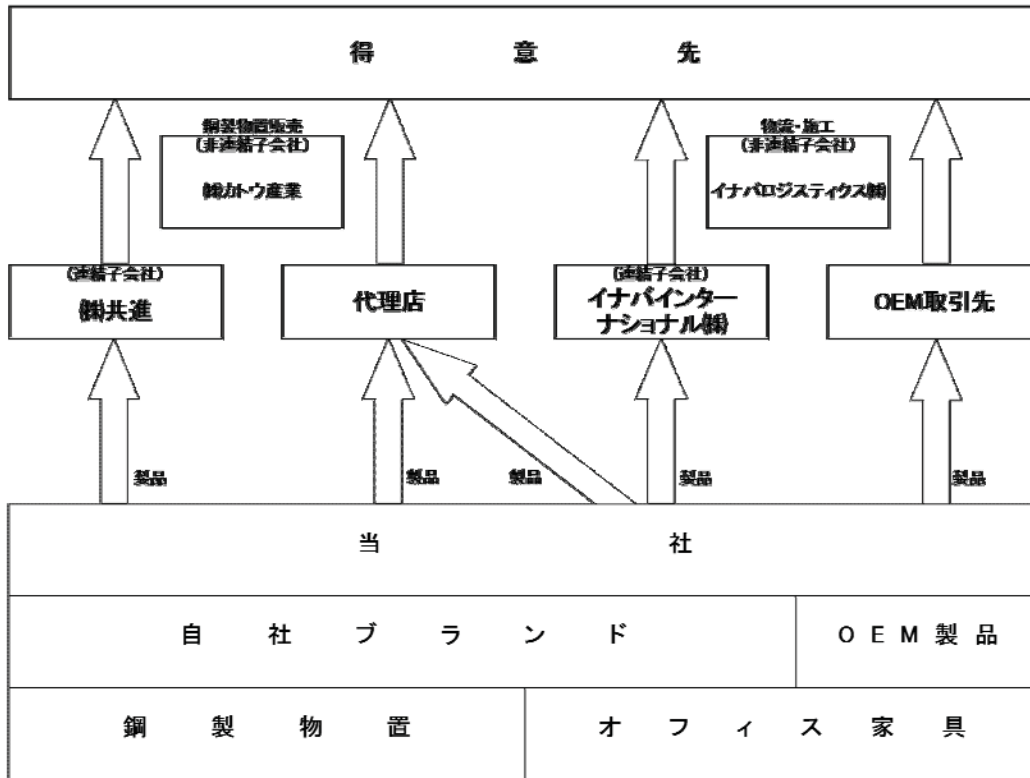 得意先
鋼製物置販売
(非連結子会社)
㈱カトウ産業
物流・施工
(非連結子会社)
イナバロジスティクス㈱
(連結子会社)
㈱共進
代理店
(連結子会社)
イナバインター
ナショナル㈱
OEM取引先
製品
製品
製品
製品
製品
当社
自社ブランド
OEM製品
鋼製物置
オフィス家具